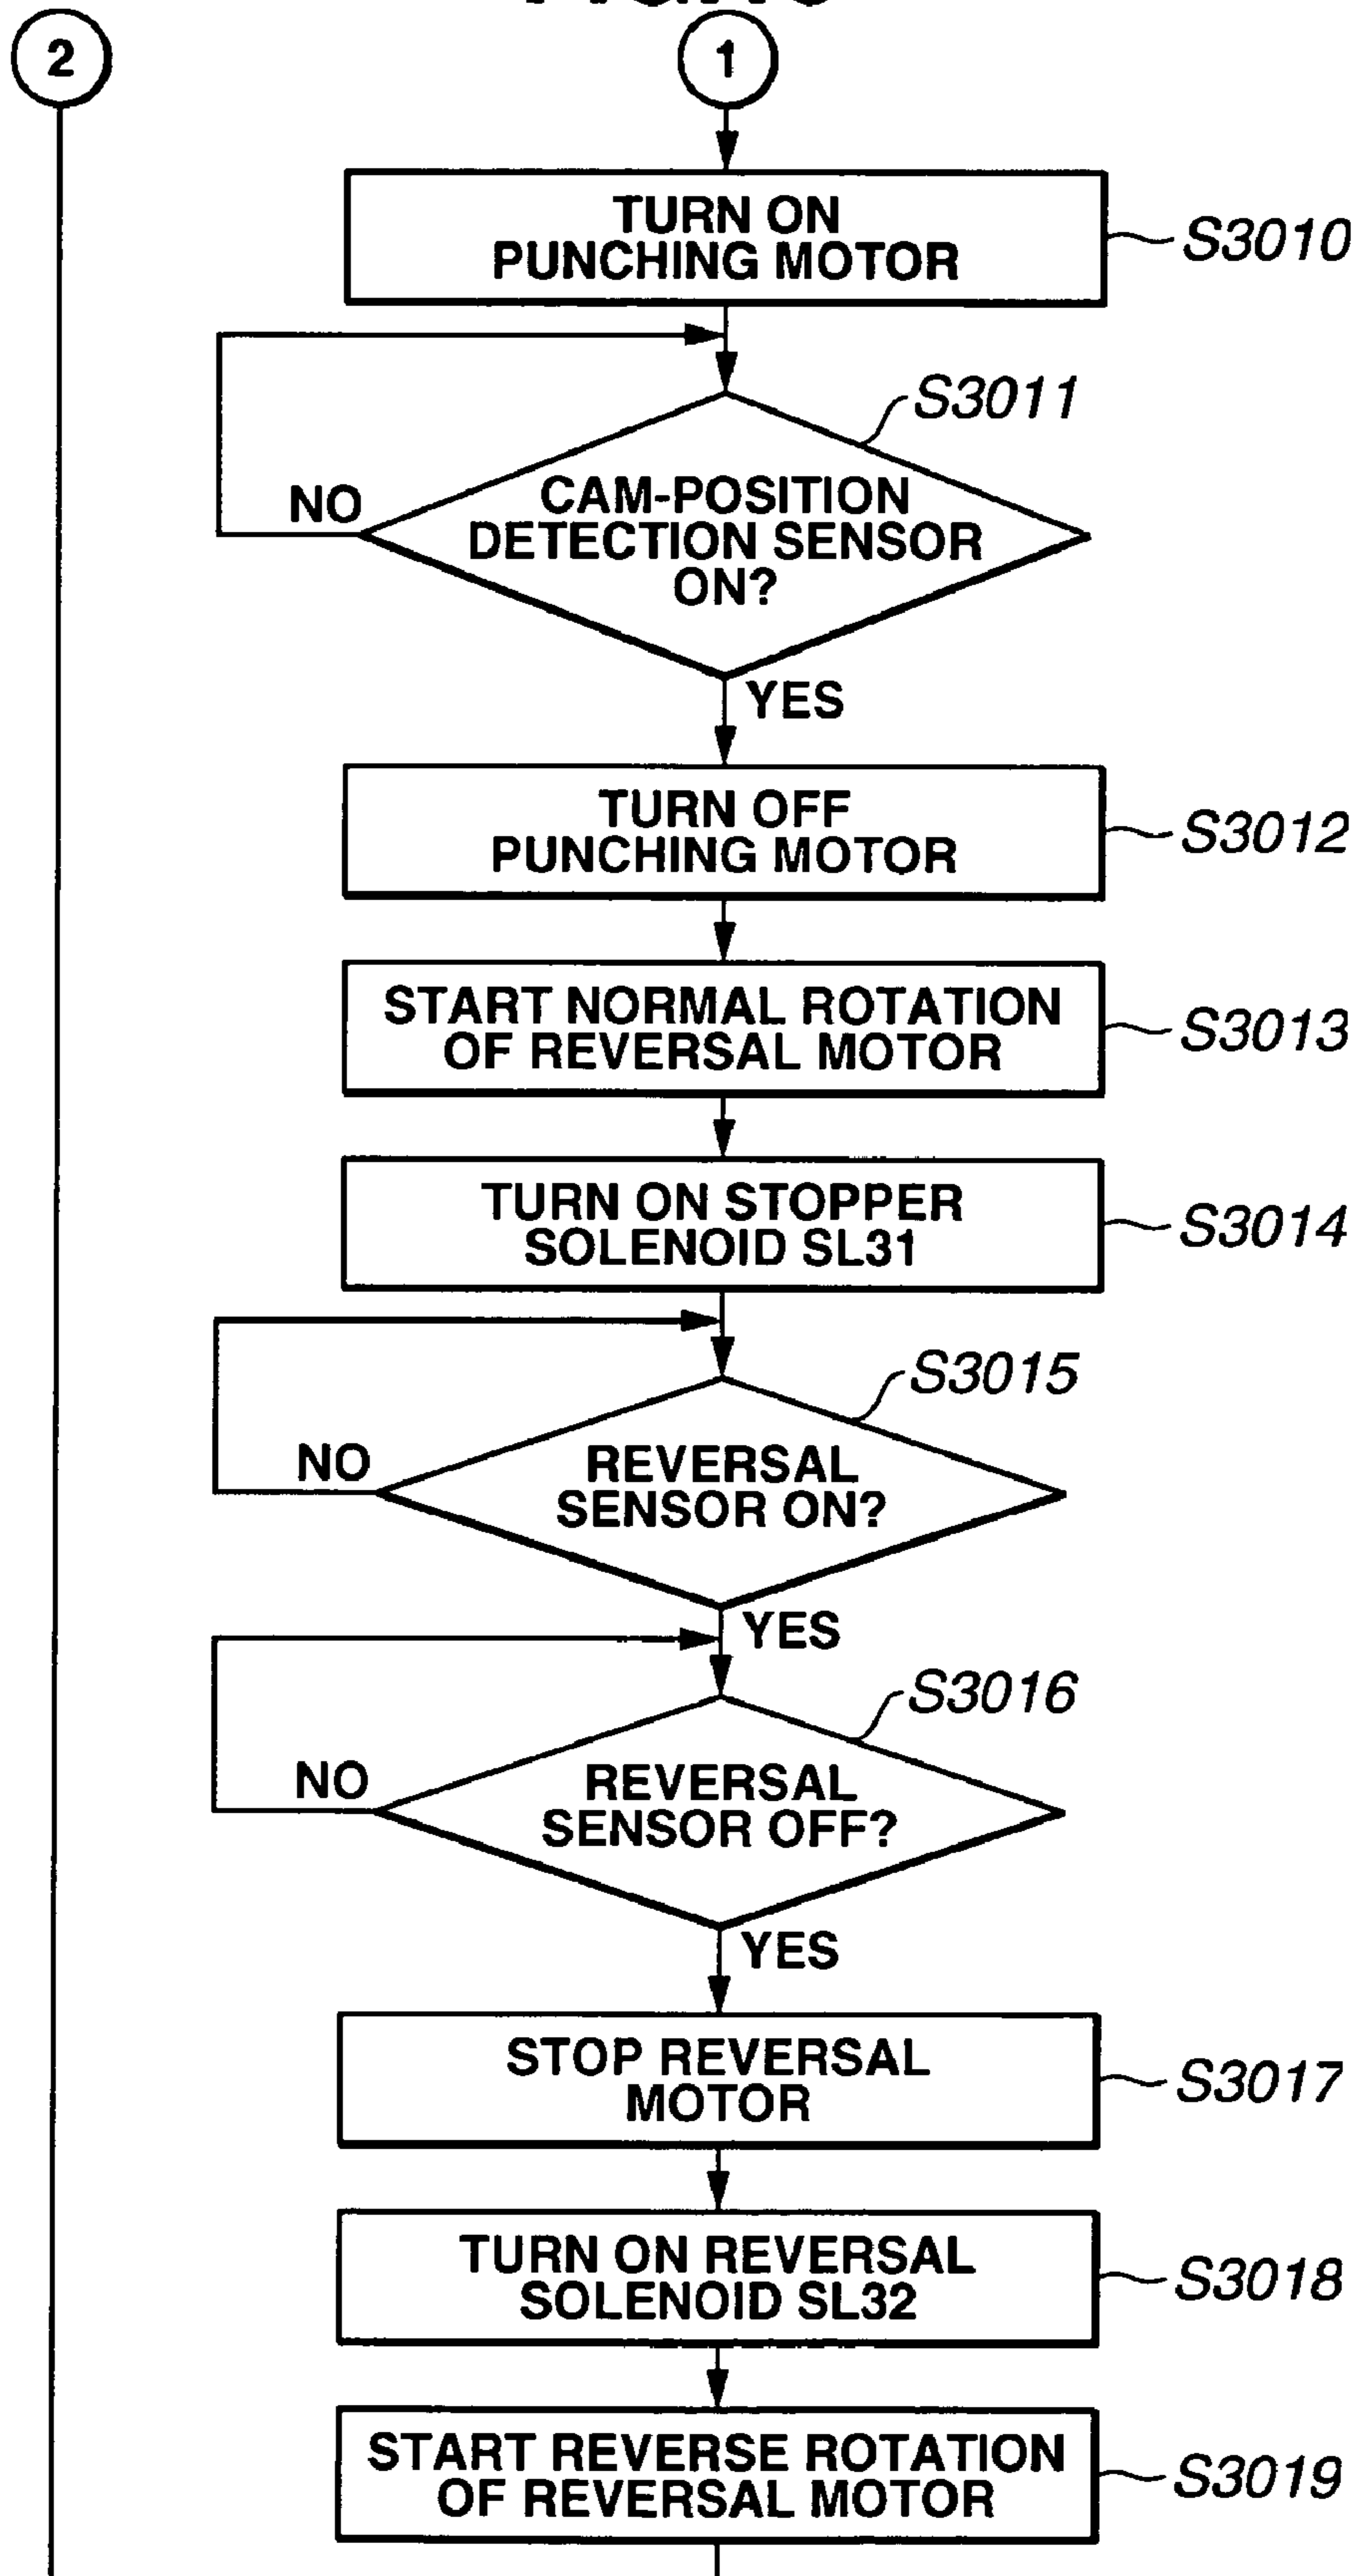 2
1
TURN ON
PUNCHING MOTOR
S3010
S3011
NO
CAM-POSITION
DETECTION SENSOR
ON?
YES
TURN OFF
PUNCHING MOTOR
S3012
START NORMAL ROTATION
OF REVERSAL MOTOR
S3013
TURN ON STOPPER
SOLENOID SL31
S3014
S3015
NO
REVERSAL
SENSOR ON?
YES
S3016
NO
REVERSAL
SENSOR OFF?
YES
STOP REVERSAL
MOTOR
S3017
TURN ON REVERSAL
SOLENOID SL32
S3018
START REVERSE ROTATION
OF REVERSAL MOTOR
S3019